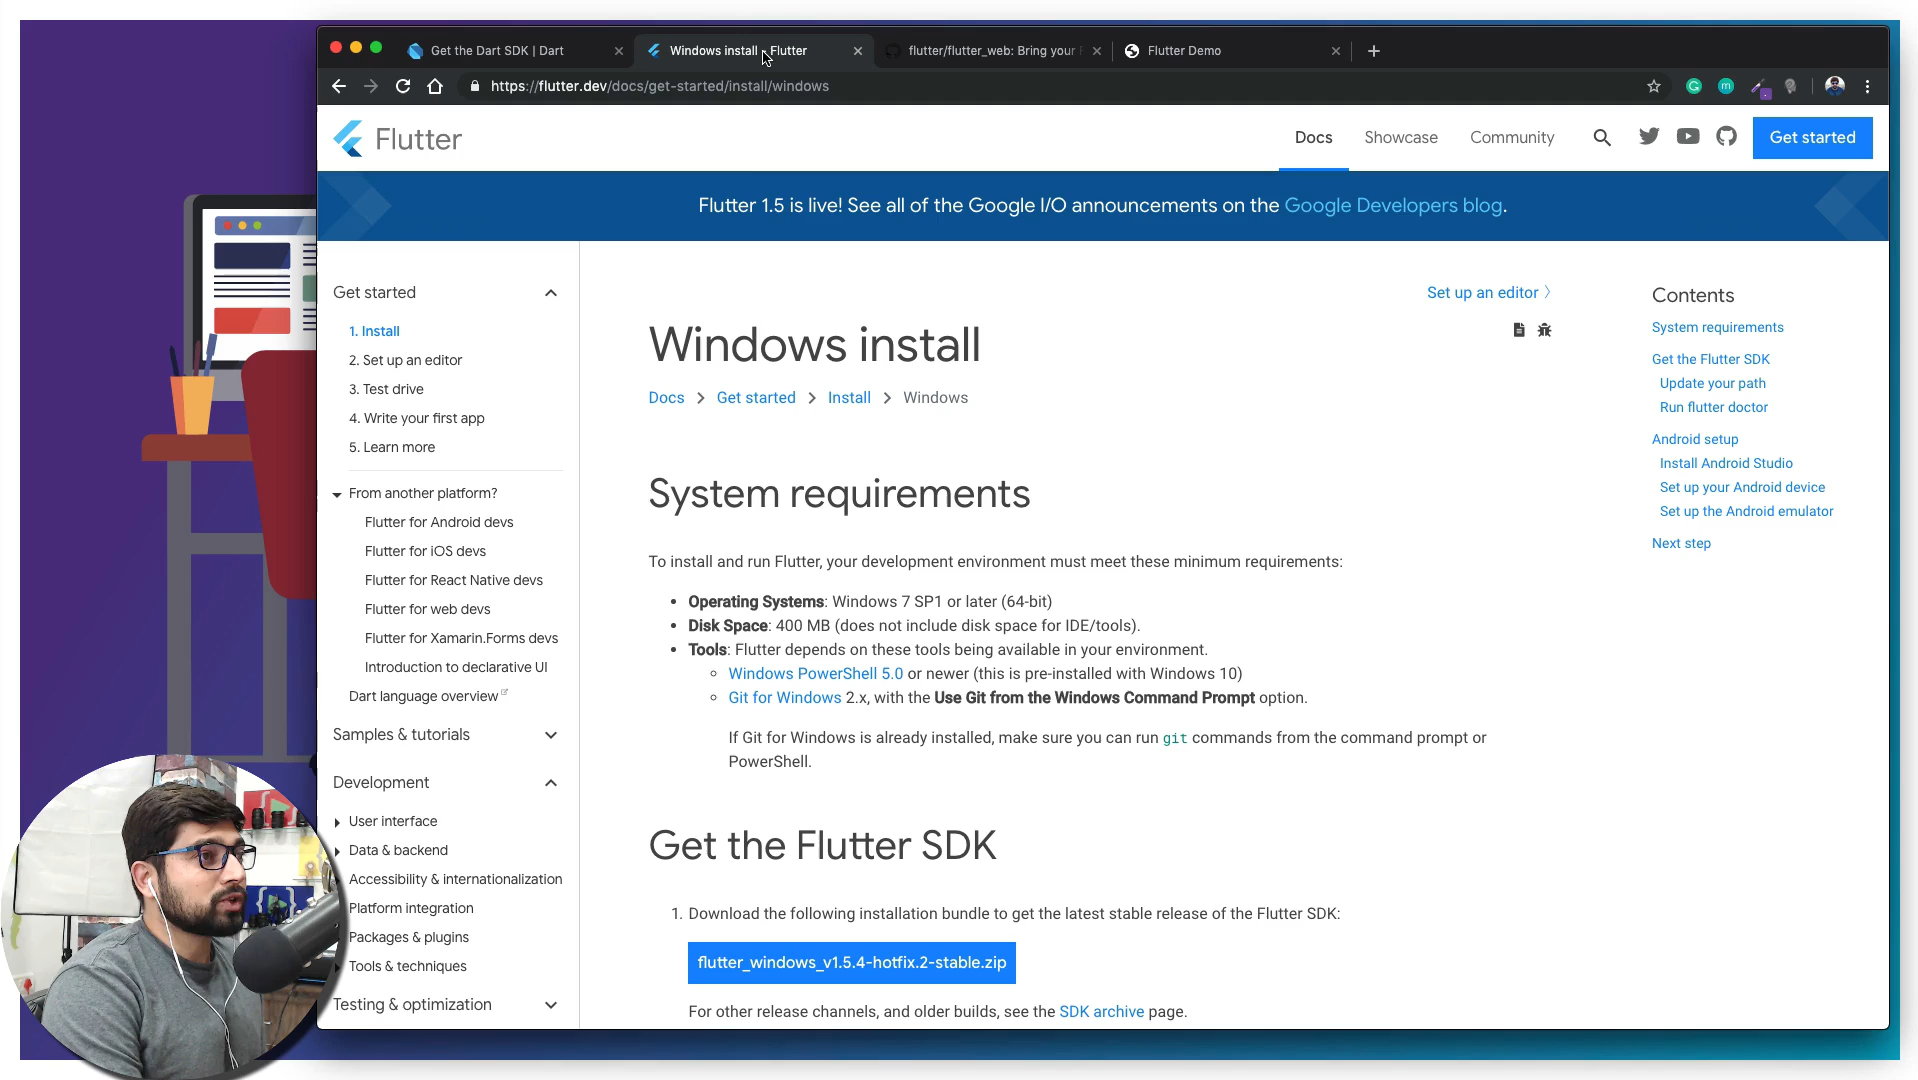 Get the Dart SDK | Dart
Windows install - Flutter
flutter/flutter_web: Bring your F
Flutter Demo
https://flutter.dev/docs/get-started/install/windows
Flutter
Docs
Showcase
Community
Get started
Flutter 1.5 is live! See all of the Google I/O announcements on the Google Developers blog.
Get started
1. Install
2. Set up an editor
3. Test drive
4. Write your first app
5. Learn more
From another platform?
Flutter for Android devs
Flutter for iOS devs
Flutter for React Native devs
Flutter for web devs
Flutter for Xamarin.Forms devs
Introduction to declarative UI
Dart language overview
Samples & tutorials
Development
User interface
Data & backend
Accessibility & internationalization
Platform integration
Packages & plugins
Tools & techniques
Testing & optimization
Set up an editor
Windows install
Docs > Get started > Install > Windows
System requirements
To install and run Flutter, your development environment must meet these minimum requirements:
• Operating Systems: Windows 7 SP1 or later (64-bit)
• Disk Space: 400 MB (does not include disk space for IDE/tools).
• Tools: Flutter depends on these tools being available in your environment.
◦ Windows PowerShell 5.0 or newer (this is pre-installed with Windows 10)
◦ Git for Windows 2.x, with the Use Git from the Windows Command Prompt option.
If Git for Windows is already installed, make sure you can run git commands from the command prompt or
PowerShell.
Get the Flutter SDK
1. Download the following installation bundle to get the latest stable release of the Flutter SDK:
flutter_windows_v1.5.4-hotfix.2-stable.zip
For other release channels, and older builds, see the SDK archive page.
Contents
System requirements
Get the Flutter SDK
Update your path
Run flutter doctor
Android setup
Install Android Studio
Set up your Android device
Set up the Android emulator
Next step